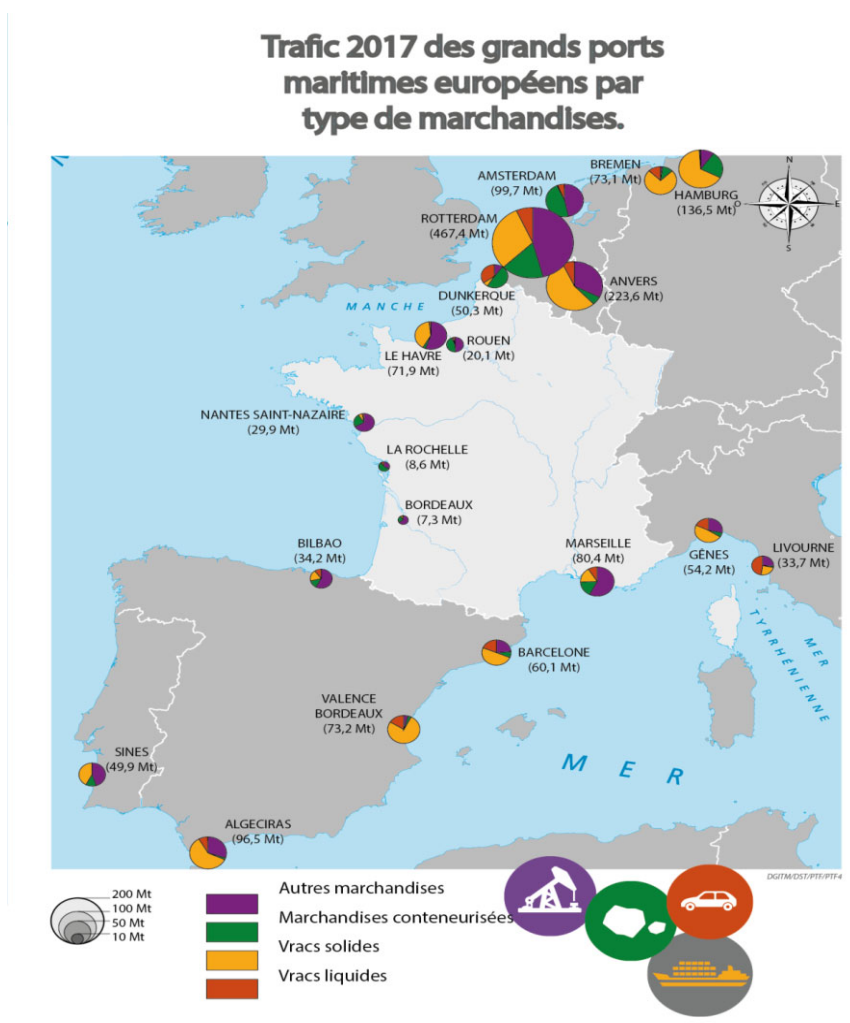 Trafic 2017 des grands ports
maritimes européens par
type de marchandises.
N
O
E
S
BREMEN
(73,1 Mt)
HAMBURG
(136,5 Mt)
AMSTERDAM
(99,7 Mt)
ROTTERDAM
(467,4 Mt)
ANVERS
(223,6 Mt)
DUNKERQUE
(50,3 Mt)
MANCHE
ROUEN
(20,1 Mt)
LE HAVRE
(71,9 Mt)
NANTES SAINT-NAZAIRE
(29,9 Mt)
LA ROCHELLE
(8,6 Mt)
BORDEAUX
(7,3 Mt)
BILBAO
(34,2 Mt)
MARSEILLE
(80,4 Mt)
GÊNES
(54,2 Mt)
LIVOURNE
(33,7 Mt)
MER
TYRRHÉNIENNE
BARCELONE
(60,1 Mt)
VALENCE
BORDEAUX
(73,2 Mt)
SINES
(49,9 Mt)
MER
ALGECIRAS
(96,5 Mt)
DGITM/DST/PTF/PTF4
200 Mt
100 Mt
50 Mt
10 Mt
Autres marchandises
Marchandises conteneurisées
Vracs solides
Vracs liquides